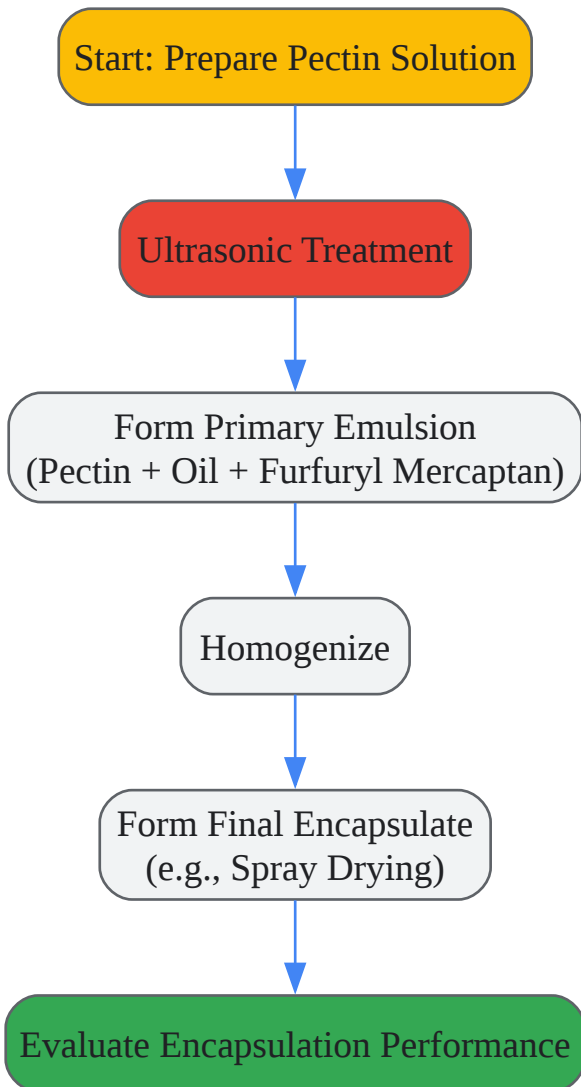 Start: Prepare Pectin Solution
Ultrasonic Treatment
Form Primary Emulsion
(Pectin + Oil + Furfuryl Mercaptan)
Homogenize
Form Final Encapsulate
(e.g., Spray Drying)
Evaluate Encapsulation Performance